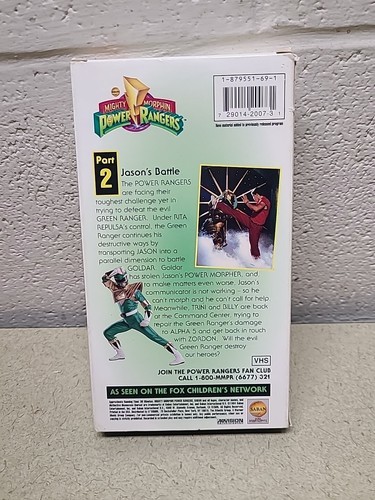 1-879551-69-1
MIGHTY MORPHIN
POWER RANGERS
7 29014-2007-3 1
New material added to previously released program
Part
2
Jason's Battle
The POWER RANGERS
are facing their
toughest challenge yet in
trying to defeat the evil
GREEN RANGER. Under RITA
REPULSA's control, the Green
Ranger continues his
destructive ways by
transporting JASON into a
parallel dimension to battle
GOLDAR. Goldar
has stolen Jason's POWER MORPHER, and
to make matters even worse, Jason's
communicator is not working - so he
can't morph and he can't call for help.
Meanwhile, TRINI and BILLY are back
at the Command Center, trying to
repair the Green Ranger's damage
to ALPHA 5 and get back in touch
with ZORDON. Will the evil
Green Ranger destroy
our heroes?
VHS
JOIN THE POWER RANGERS FAN CLUB
CALL 1-800-MMPR (6677) 321
AS SEEN ON THE FOX CHILDREN'S NETWORK
SABAN